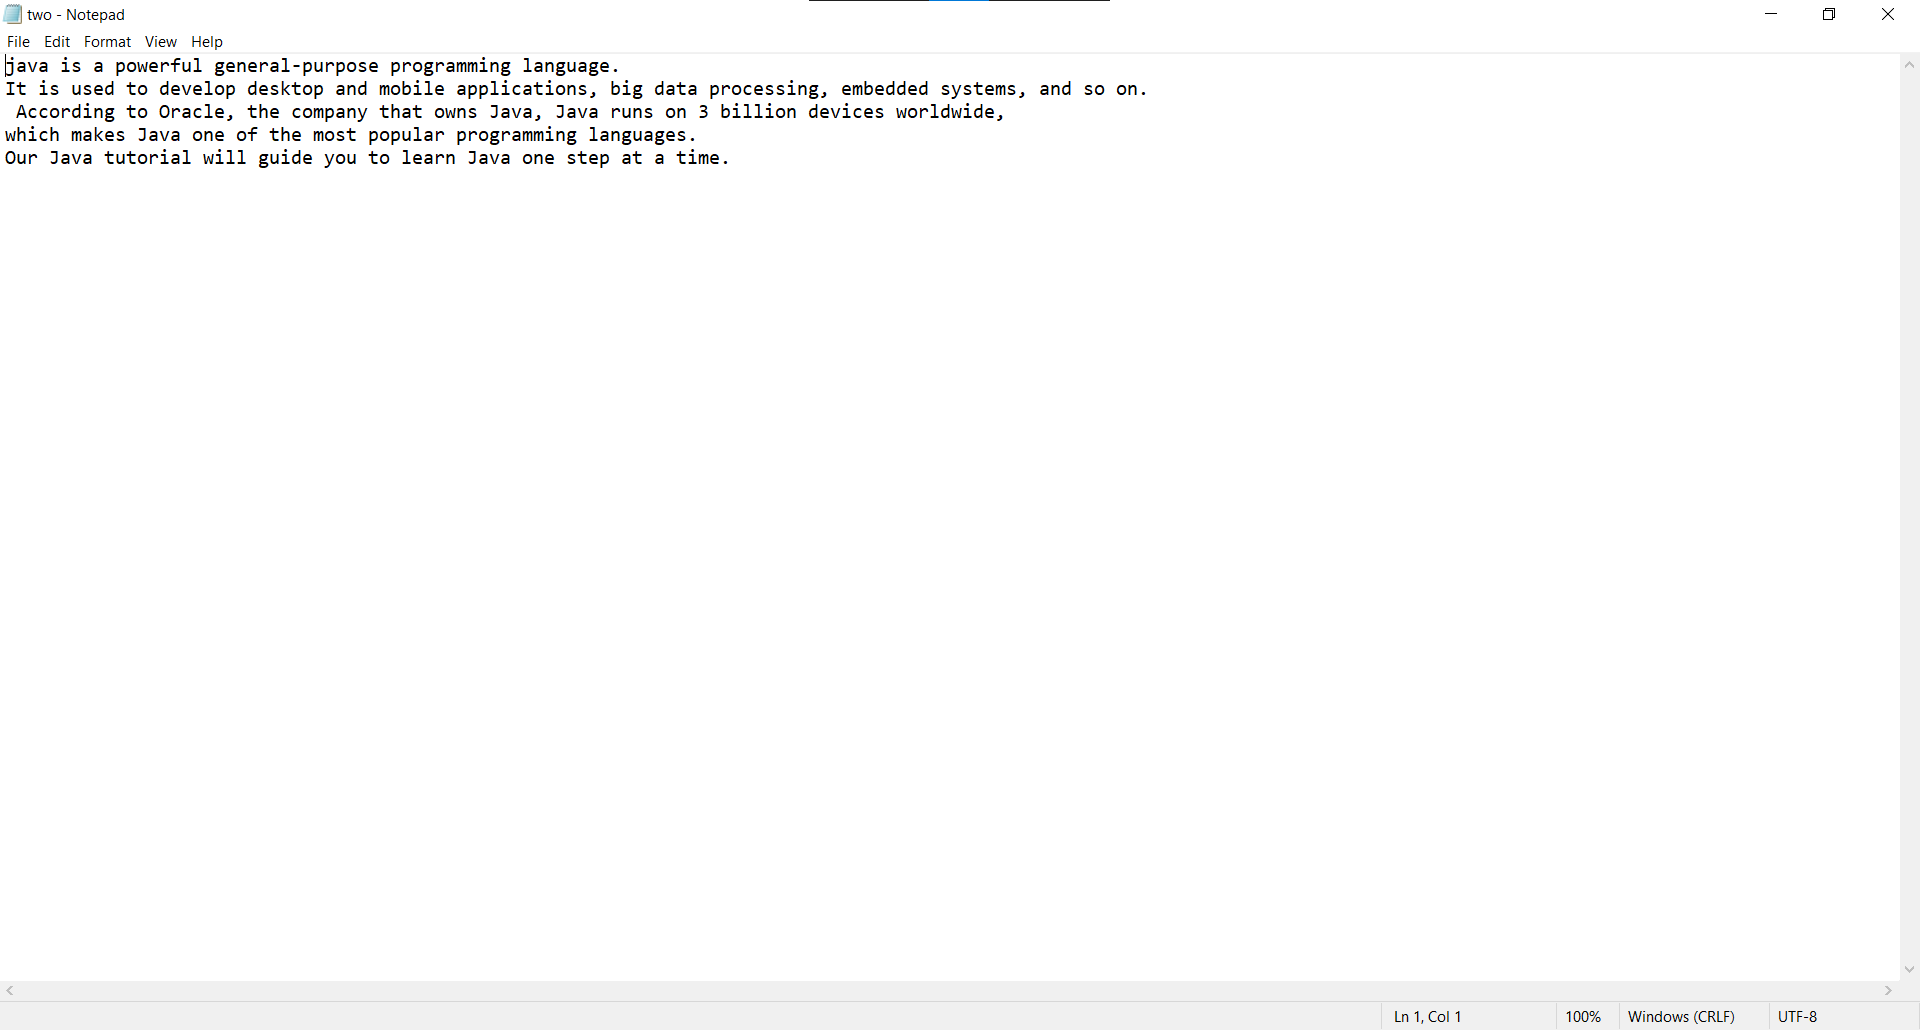 two - Notepad
File Edit Format View Help
java is a powerful general-purpose programming language.
It is used to develop desktop and mobile applications, big data processing, embedded systems, and so on.
 According to Oracle, the company that owns Java, Java runs on 3 billion devices worldwide,
which makes Java one of the most popular programming languages.
Our Java tutorial will guide you to learn Java one step at a time.
Ln 1, Col 1 100% Windows (CRLF) UTF-8